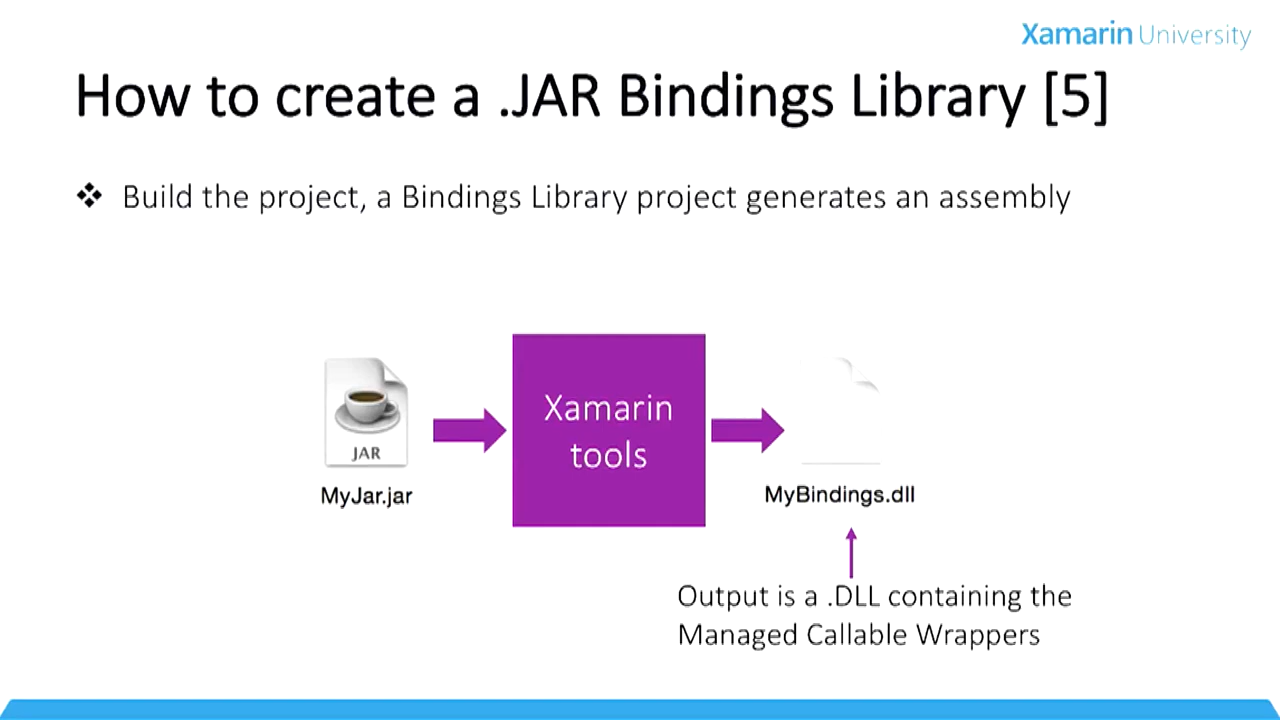 Xamarin University
How to create a .JAR Bindings Library [5]
❖ Build the project, a Bindings Library project generates an assembly
Xamarin
tools
JAR
MyJar.jar
MyBindings.dll
Output is a .DLL containing the
Managed Callable Wrappers